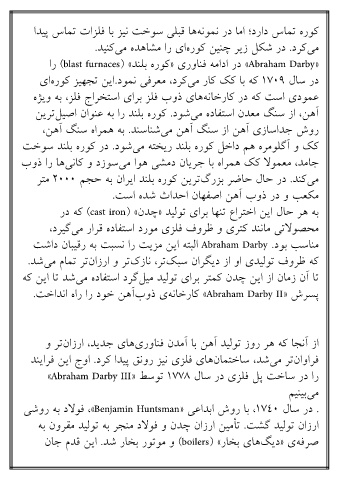 کوره تماس دارد؛ اما در نمونه‌ها قبلی سوخت نیز با فلزات تماس پیدا
می‌کرد. در شکل زیر چنین کوره‌ای را مشاهده می‌کنید.
«Abraham Darby» در ادامه فناوری «کوره بلند» (blast furnaces) را
در سال ۱۷۰۹ که با کک کار می‌کرد، معرفی نمود.این تجهیز کوره‌ای
عمودی است که در کارخانه‌های ذوب فلز برای استخراج فلز، به ویژه
آهن، از سنگ معدن استفاده می‌شود. کوره بلند را به عنوان اصیل‌ترین
روش جداسازی آهن از سنگ آهن می‌شناسند. به همراه سنگ آهن،
کک و آگلومره هم داخل کوره بلند ریخته می‌شود. در کوره بلند سوخت
جامد، معمولا کک همراه با جریان دمشی هوا می‌سوزد و کانی‌ها را ذوب
می‌کند. در حال حاضر بزرگ‌ترین کوره بلند ایران به حجم ۲۰۰۰ متر
مکعب و در ذوب آهن اصفهان احداث شده است.
به هر حال این اختراع تنها برای تولید «چدن» (cast iron) که در
محصولاتی مانند کتری و ظروف فلزی مورد استفاده قرار می‌گیرد،
مناسب بود. Abraham Darby البته این مزیت را نسبت به رقیبان داشت
که ظروف تولیدی او از دیگران سبک‌تر، نازک‌تر و ارزان‌تر تمام می‌شد.
تا آن زمان از این چدن کمتر برای تولید میل‌گرد استفاده می‌شد تا این که
پسرش «Abraham Darby II» کارخانه‌ی ذوب‌آهن خود را راه انداخت.
از آنجا که هر روز تولید آهن با آمدن فناوری‌های جدید، ارزان‌تر و
فراوان‌تر می‌شد، ساختمان‌های فلزی نیز رونق پیدا کرد. اوج این فرایند
را در ساخت پل فلزی در سال ۱۷۷۸ توسط «Abraham Darby III»
می‌بینیم
. در سال ۱۷۴۰، با روش ابداعی «Benjamin Huntsman»، فولاد به روشی
ارزان تولید گشت. تأمین ارزان چدن و فولاد منجر به تولید مقرون به
صرفه‌ی «دیگ‌های بخار» (boilers) و موتور بخار شد. این قدم جان